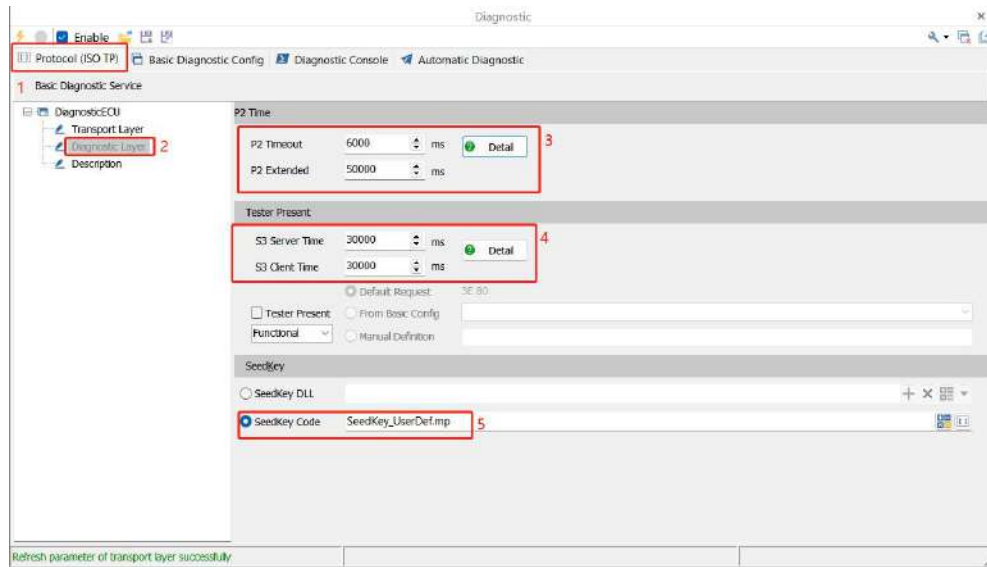 Diagnostic
Enable
Protocol (ISO TP) Basic Diagnostic Config Diagnostic Console Automatic Diagnostic
1 Basic Diagnostic Service
DiagnosticECU
Transport Layer
Diagnostic Layer 2
Description
P2 Time
P2 Timeout 6000 ms Detail 3
P2 Extended 50000 ms
Tester Present
S3 Server Time 30000 ms Detail 4
S3 Client Time 30000 ms
Default Request 3E 80
Tester Present From Basic Config
Functional Manual Definition
SeedKey
SeedKey DLL
SeedKey Code SeedKey_UserDef.mp 5
Refresh parameter of transport layer successfully